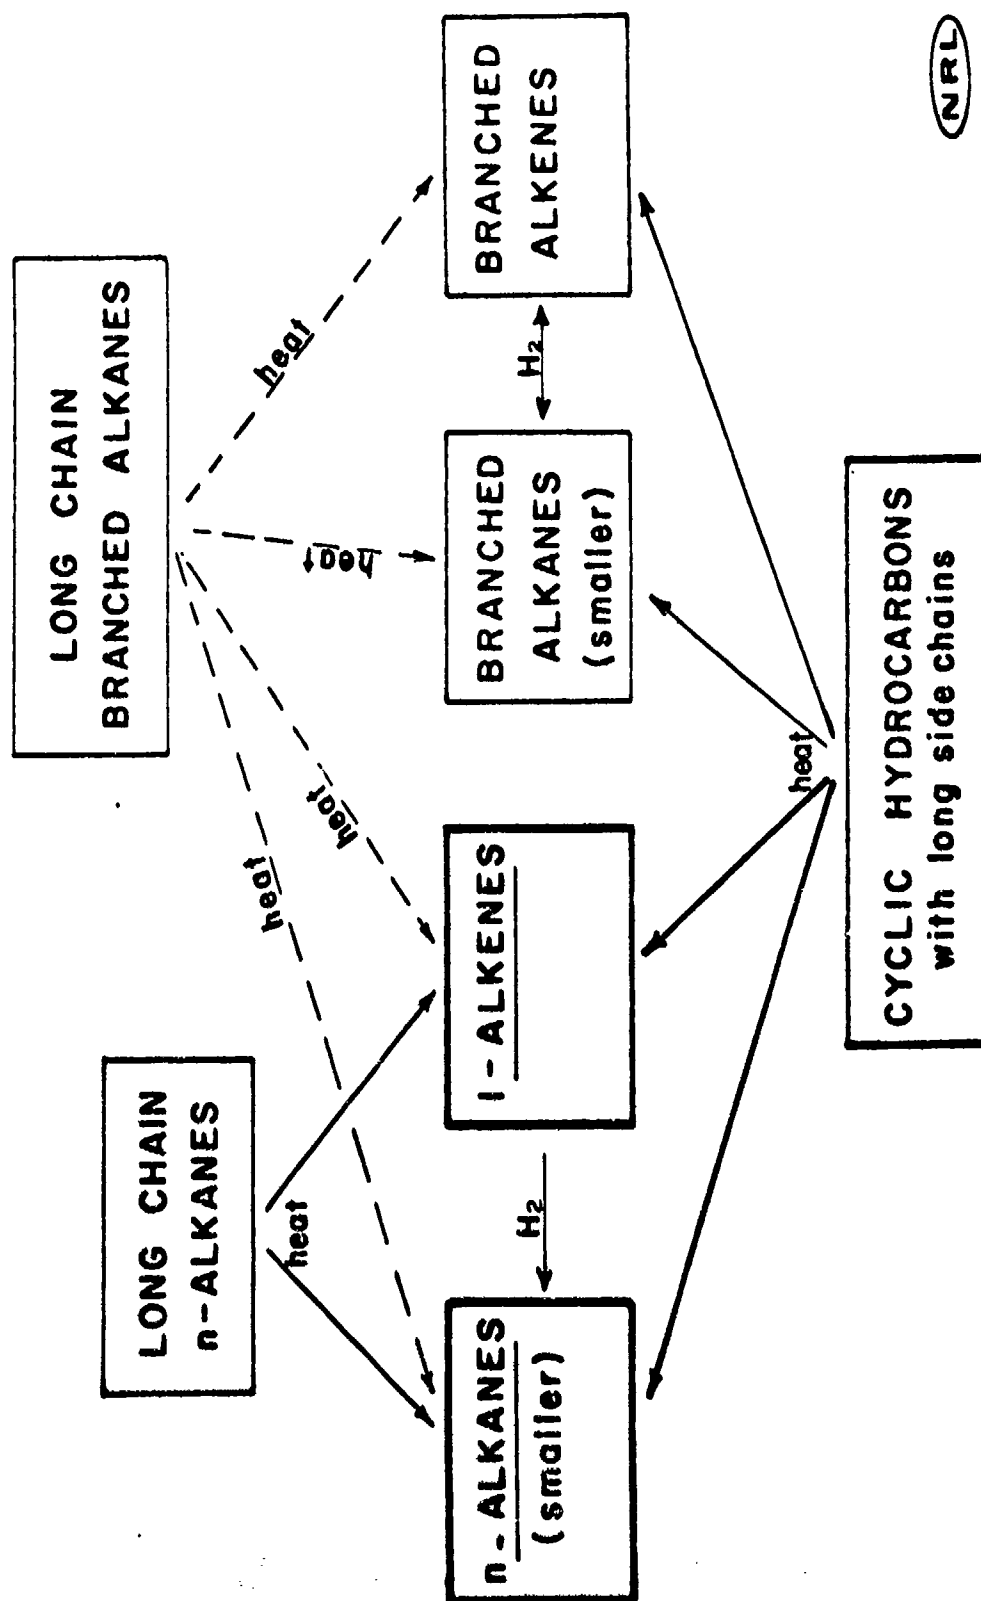 LONG CHAIN
BRANCHED ALKANES
LONG CHAIN
n-ALKANES
heat
heat
heat
heat
heat
n-ALKANES
(smaller)
H2
1-ALKENES
BRANCHED
ALKANES
(smaller)
H2
BRANCHED
ALKENES
heat
CYCLIC HYDROCARBONS
with long side chains
NRL